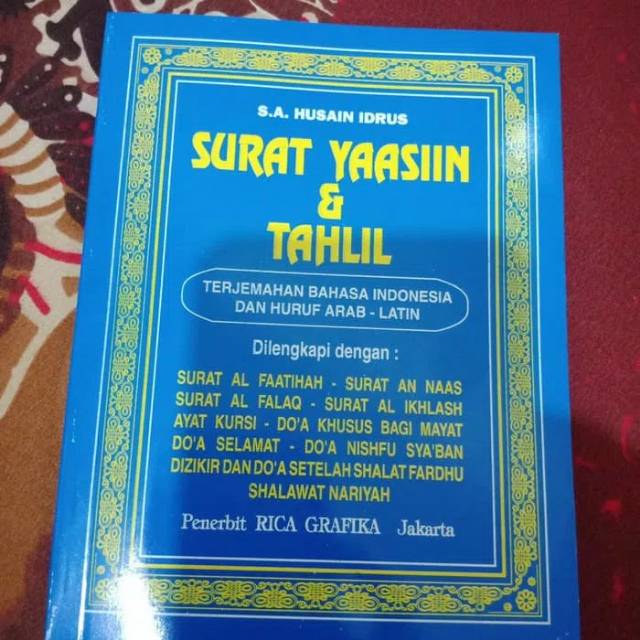 S.A. HUSAIN IDRUS
SURAT YAASIIN
&
TAHLIL
TERJEMAHAN BAHASA INDONESIA
DAN HURUF ARAB - LATIN
Dilengkapi dengan :
SURAT AL FAATIHAH - SURAT AN NAAS
SURAT AL FALAQ - SURAT AL IKHLASH
AYAT KURSI - DO'A KHUSUS BAGI MAYAT
DO'A SELAMAT - DO'A NISHFU SYA'BAN
DIZIKIR DAN DO'A SETELAH SHALAT FARDHU
SHALAWAT NARIYAH
Penerbit RICA GRAFIKA Jakarta